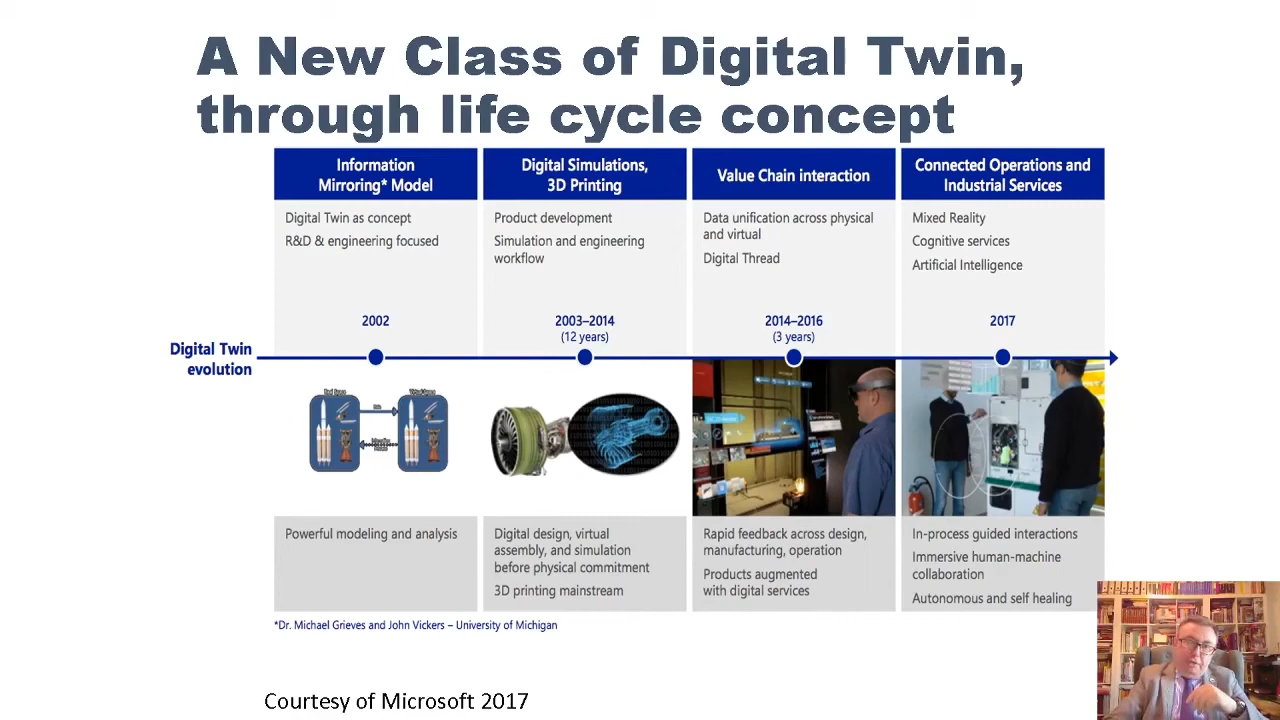 A New Class of Digital Twin,
through life cycle concept
Information
Mirroring* Model
Digital Twin as concept
R&D & engineering focused
2002
Digital Simulations,
3D Printing
Product development
Simulation and engineering
workflow
2003–2014
(12 years)
Value Chain interaction
Data unification across physical
and virtual
Digital Thread
2014–2016
(3 years)
Connected Operations and
Industrial Services
Mixed Reality
Cognitive services
Artificial Intelligence
2017
Digital Twin
evolution
Powerful modeling and analysis
Digital design, virtual
assembly, and simulation
before physical commitment
3D printing mainstream
Rapid feedback across design,
manufacturing, operation
Products augmented
with digital services
In-process guided interactions
Immersive human-machine
collaboration
Autonomous and self healing
*Dr. Michael Grieves and John Vickers – University of Michigan
Courtesy of Microsoft 2017